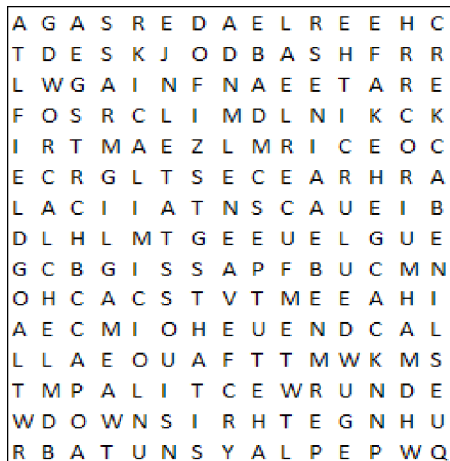 A G A S R E D A E L R E E H C
T D E S K J O D B A S H F R R
L W G A I N F N A E E T A R E
F O S R C L I M D L N I K C K
I R T M A E Z L M R I C E O C
E C R G L T S E C E A R H R A
L A C I I A T N S C A U E I B
D L H L M T G E E U E L G U E
G C B G I S S A P F B U C M N
O H C A C S T V T M E E A H I
A E C M I O H E U E N D C A L
L L A E O U A F T T M W K M S
T M P A L I T C E W R U N D E
W D O W N S I R H T E G N H U
R B A T U N S Y A L P E P W Q